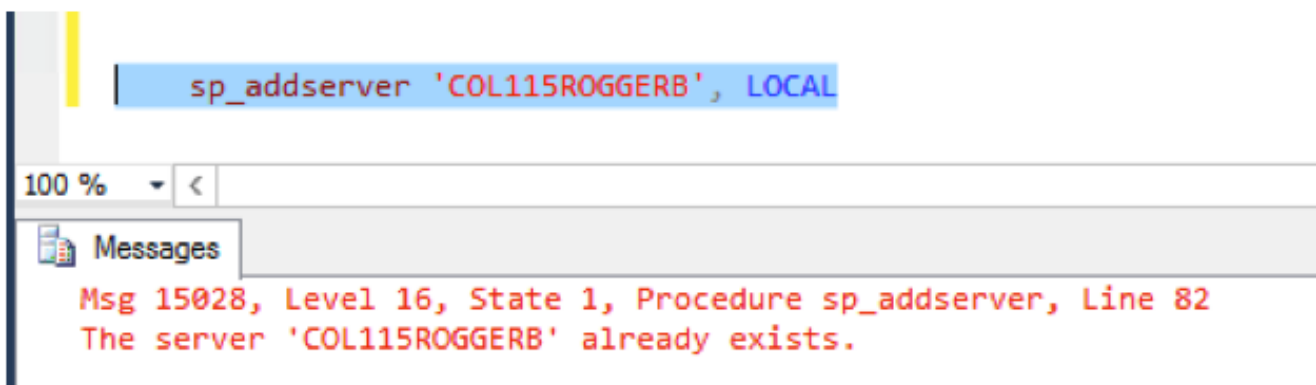 sp_addserver 'COL115ROGGERB', LOCAL
100 %
Messages
Msg 15028, Level 16, State 1, Procedure sp_addserver, Line 82
The server 'COL115ROGGERB' already exists.